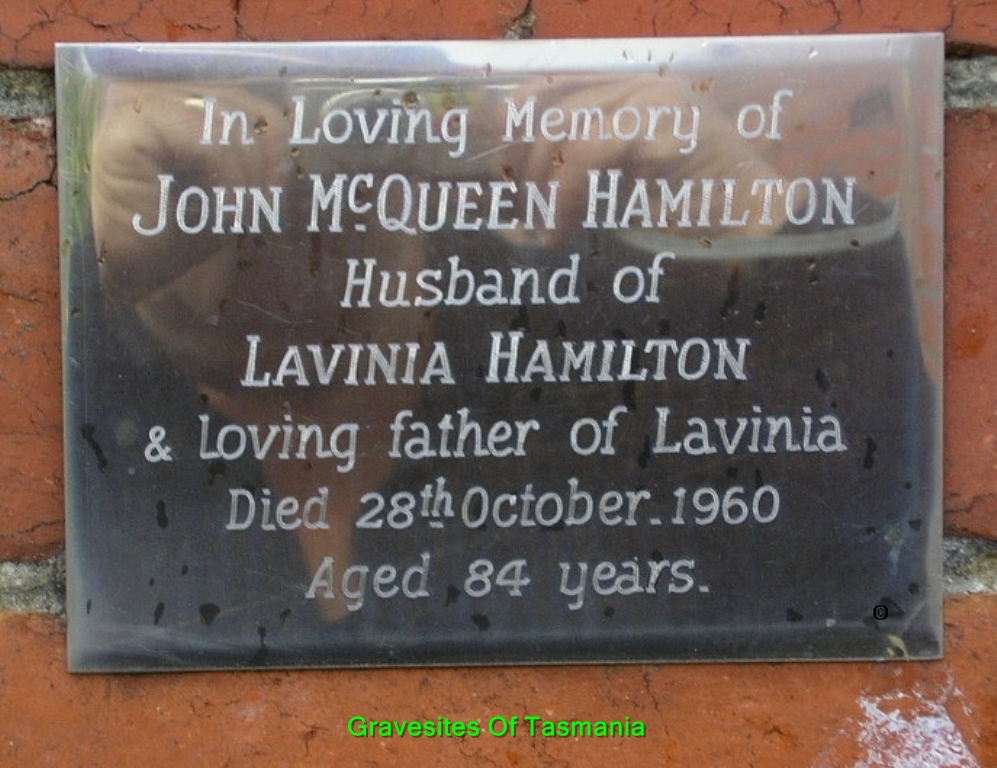 In Loving Memory of
JOHN McQUEEN HAMILTON
Husband of
LAVINIA HAMILTON
& loving father of Lavinia
Died 28th October. 1960
Aged 84 years.
©
Gravesites Of Tasmania